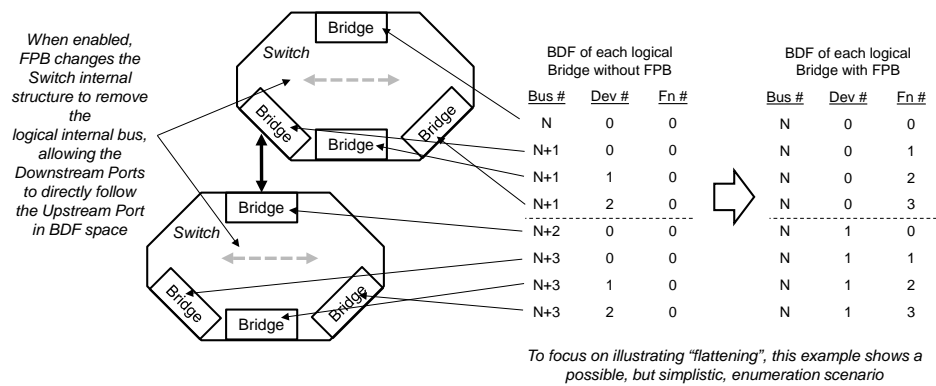 When enabled,
FPB changes the
Switch internal
structure to remove
the
logical internal bus,
allowing the
Downstream Ports
to directly follow
the Upstream Port
in BDF space
Bridge
Switch
Bridge
Bridge
Bridge
Bridge
Switch
Bridge
Bridge
Bridge
BDF of each logical
Bridge without FPB
Bus # Dev # Fn #
N 0 0
N+1 0 0
N+1 1 0
N+1 2 0
N+2 0 0
N+3 0 0
N+3 1 0
N+3 2 0
BDF of each logical
Bridge with FPB
Bus # Dev # Fn #
N 0 0
N 0 1
N 0 2
N 0 3
N 1 0
N 1 1
N 1 2
N 1 3
To focus on illustrating “flattening”, this example shows a
possible, but simplistic, enumeration scenario